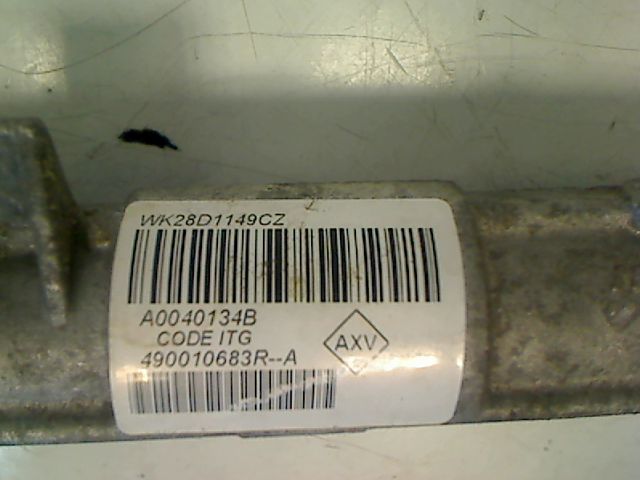 WK28D1149CZ
A0040134B
CODE ITG
490010683R--A
AXV